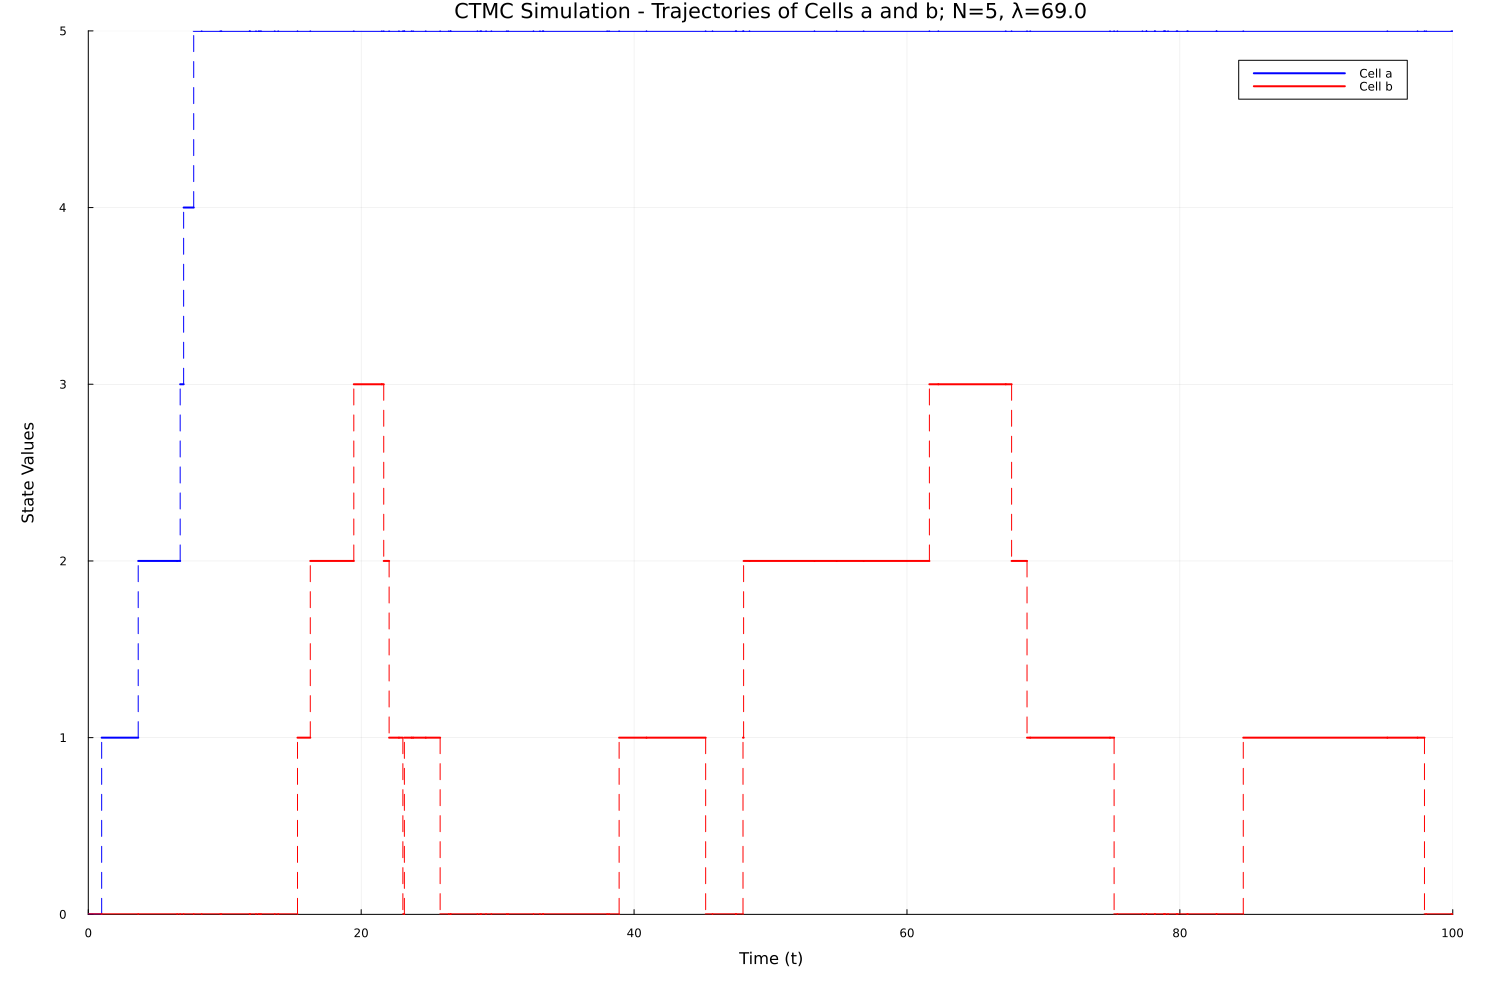 CTMC Simulation - Trajectories of Cells a and b; N=5, λ=69.0
5
Cell a
Cell b
4
3
State Values
2
1
0
0 20 40 60 80 100
Time (t)